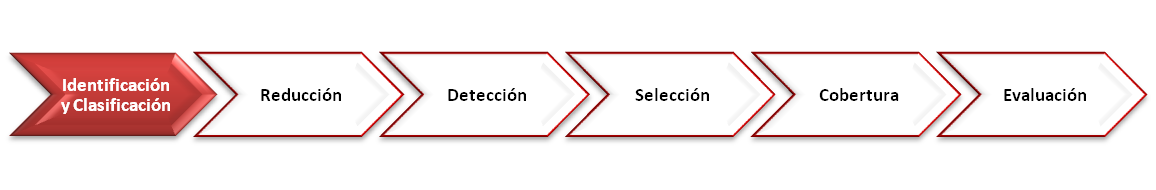 Identificación
y Clasificación
Reducción
Detección
Selección
Cobertura
Evaluación